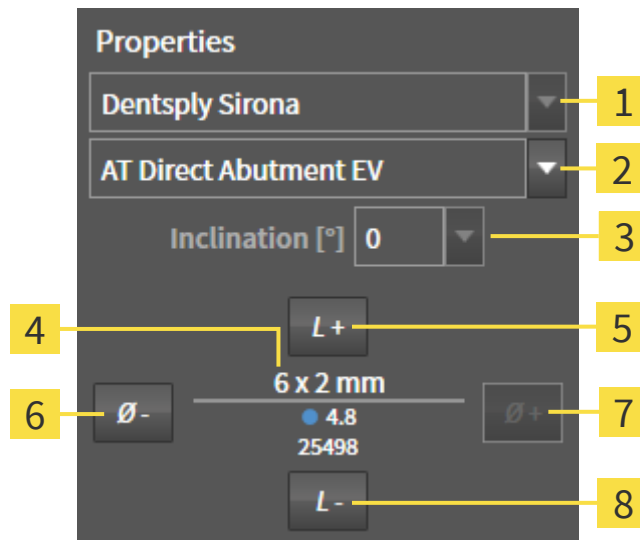 Properties
Dentsply Sirona
1
AT Direct Abutment EV
2
Inclination [°] 0
3
4
L +
5
6 x 2 mm
6
Ø -
4.8
Ø +
7
25498
L -
8